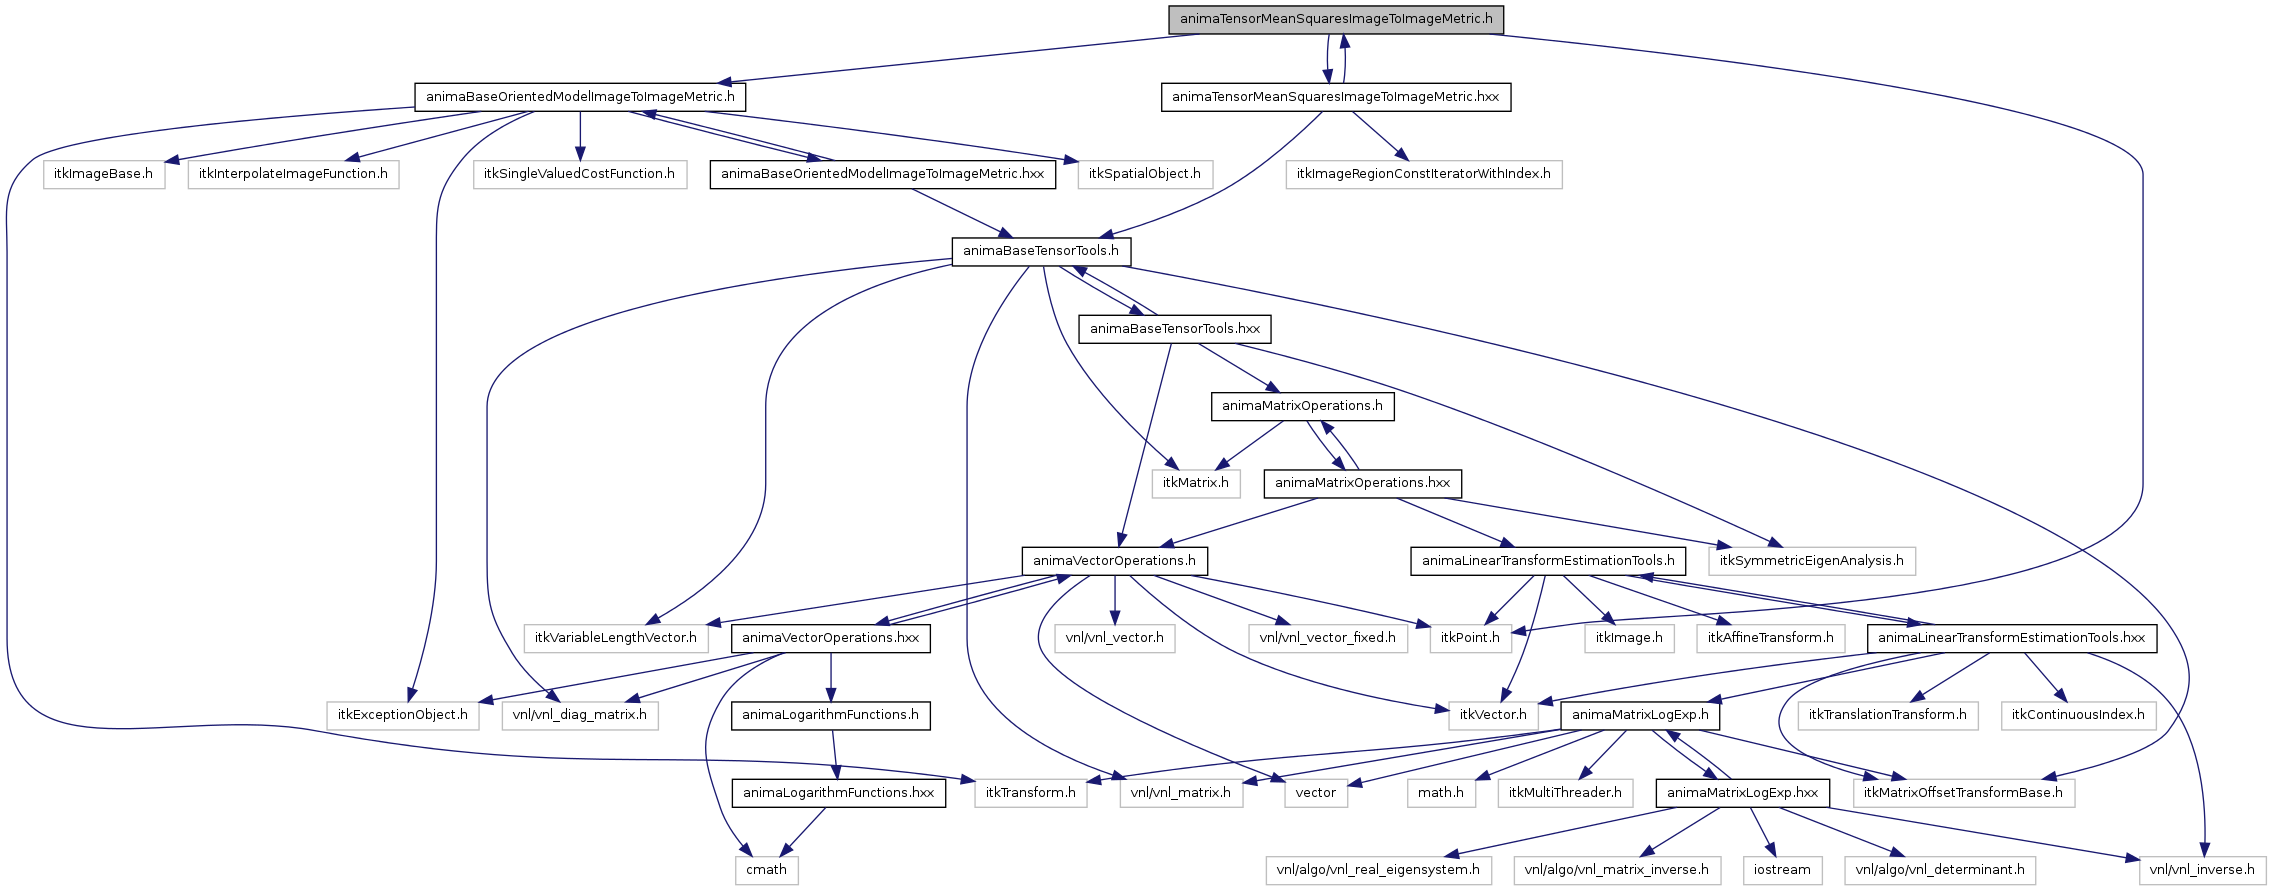 animaTensorMeanSquaresImageToImageMetric.h
animaBaseOrientedModelImageToImageMetric.h
animaTensorMeanSquaresImageToImageMetric.hxx
itkImageBase.h
itkInterpolateImageFunction.h
itkSingleValuedCostFunction.h
animaBaseOrientedModelImageToImageMetric.hxx
itkSpatialObject.h
itkImageRegionConstIteratorWithIndex.h
animaBaseTensorTools.h
animaBaseTensorTools.hxx
animaMatrixOperations.h
itkMatrix.h
animaMatrixOperations.hxx
animaVectorOperations.h
animaLinearTransformEstimationTools.h
itkSymmetricEigenAnalysis.h
itkVariableLengthVector.h
animaVectorOperations.hxx
vnl/vnl_vector.h
vnl/vnl_vector_fixed.h
itkPoint.h
itkImage.h
itkAffineTransform.h
animaLinearTransformEstimationTools.hxx
itkExceptionObject.h
vnl/vnl_diag_matrix.h
animaLogarithmFunctions.h
itkVector.h
animaMatrixLogExp.h
itkTranslationTransform.h
itkContinuousIndex.h
animaLogarithmFunctions.hxx
itkTransform.h
vnl/vnl_matrix.h
vector
math.h
itkMultiThreader.h
animaMatrixLogExp.hxx
itkMatrixOffsetTransformBase.h
cmath
vnl/algo/vnl_real_eigensystem.h
vnl/algo/vnl_matrix_inverse.h
iostream
vnl/algo/vnl_determinant.h
vnl/vnl_inverse.h